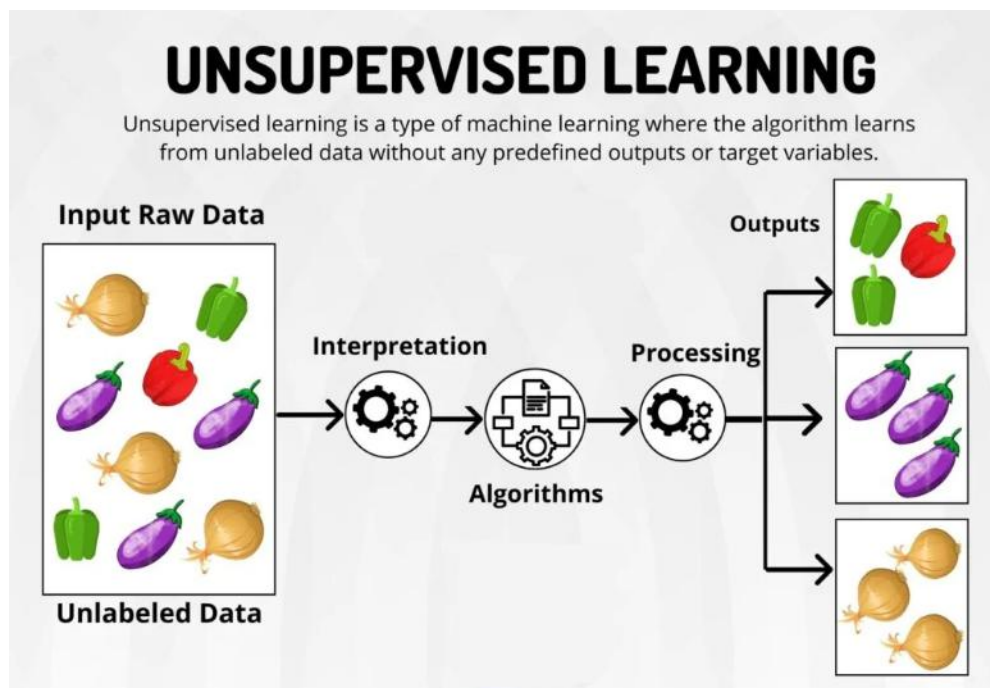 UNSUPERVISED LEARNING
Unsupervised learning is a type of machine learning where the algorithm learns
from unlabeled data without any predefined outputs or target variables.
Input Raw Data
Outputs
Interpretation
Processing
Algorithms
Unlabeled Data